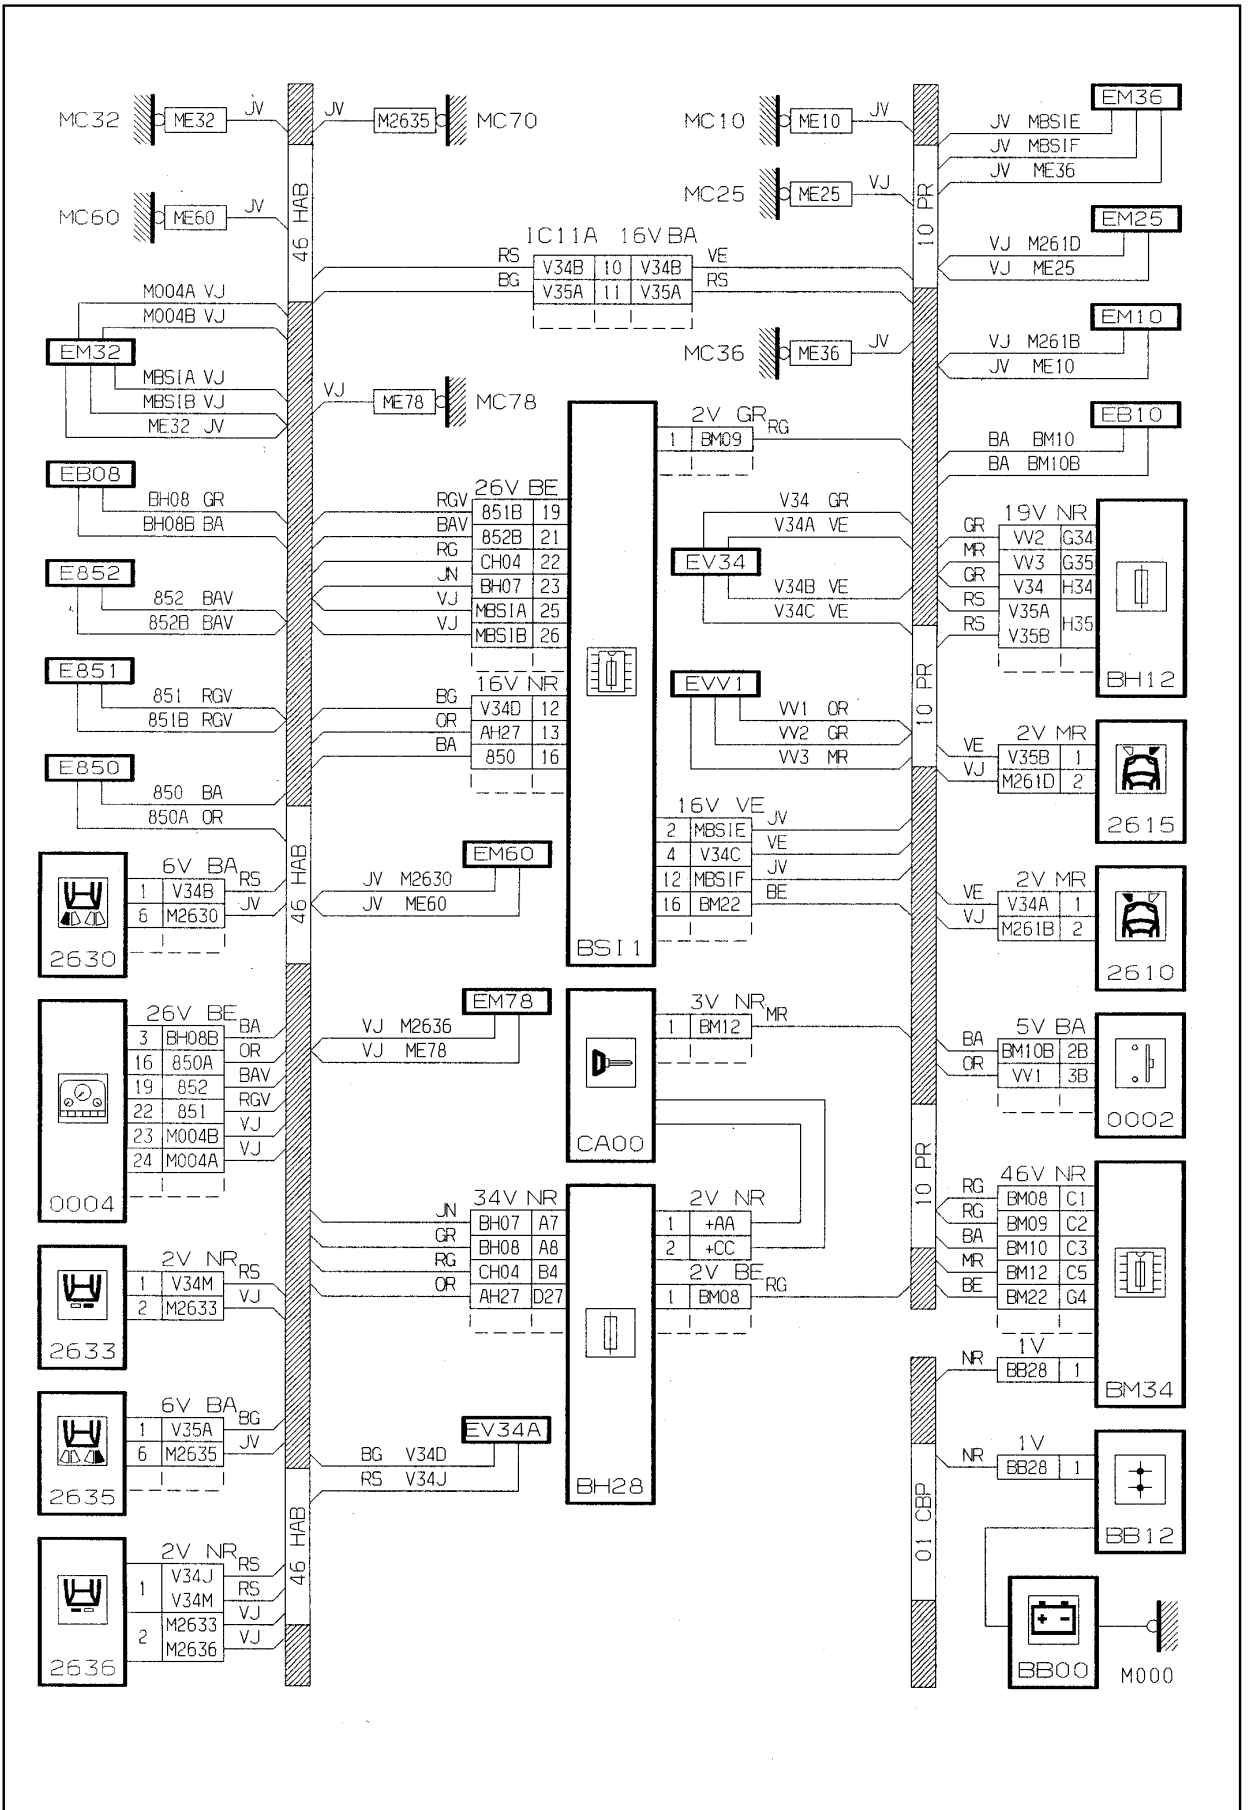 MC32 ME32 JV
JV M2635 MC70
MC60 ME60 JV
46 HAB
MC10 ME10 JV
MC25 ME25 VJ
10 PR
EM36
JV MBSIE
JV MBSIF
JV ME36
EM25
VJ M261D
VJ ME25
IC11A 16V BA
RS V34B 10 V34B VE
BG V35A 11 V35A RS
MC36 ME36 JV
EM10
VJ M261B
JV ME10
M004A VJ
M004B VJ
EM32
MBSIA VJ
MBSIB VJ
ME32 JV
VJ ME78 MC78
2V GR
1 BM09 RG
EB10
BA BM10
BA BM10B
EB08
BH08 GR
BH08B BA
26V BE
RGV 851B 19
BAV 852B 21
RG CH04 22
JN BH07 23
VJ MBSIA 25
VJ MBSIB 26
V34 GR
V34A VE
EV34
V34B VE
V34C VE
19V NR
GR VV2 G34
MR VV3 G35
GR V34 H34
RS V35A H35
RS V35B
BH12
E852
852 BAV
852B BAV
E851
851 RGV
851B RGV
16V NR
BG V34D 12
OR AH27 13
BA 850 16
EVV1
VV1 OR
VV2 GR
VV3 MR
10 PR
2V MR
VE V35B 1
VJ M261D 2
2615
E850
850 BA
850A OR
16V VE
2 MBSIE JV
4 V34C VE
12 MBSIF JV
16 BM22 BE
BSI1
6V BA
1 V34B RS
6 M2630 JV
2630
46 HAB
EM60
JV M2630
JV ME60
2V MR
VE V34A 1
VJ M261B 2
2610
26V BE
3 BH08B BA
16 850A OR
19 852 BAV
22 851 RGV
23 M004B VJ
24 M004A VJ
0004
EM78
VJ M2636
VJ ME78
3V NR
1 BM12 MR
CA00
5V BA
BA BM10B 2B
OR VV1 3B
0002
10 PR
34V NR
JN BH07 A7
GR BH08 A8
RG CH04 B4
OR AH27 D27
2V NR
1 +AA
2 +CC
2V BE
1 BM08 RG
BH28
46V NR
RG BM08 C1
RG BM09 C2
BA BM10 C3
MR BM12 C5
BE BM22 G4
1V
NR BB28 1
BM34
2V NR
1 V34M RS
2 M2633 VJ
2633
6V BA
1 V35A BG
6 M2635 JV
2635
EV34A
BG V34D
RS V34J
46 HAB
01 CBP
1V
NR BB28 1
BB12
2V NR
1 V34J RS
V34M RS
2 M2633 VJ
M2636 VJ
2636
BB00
M000